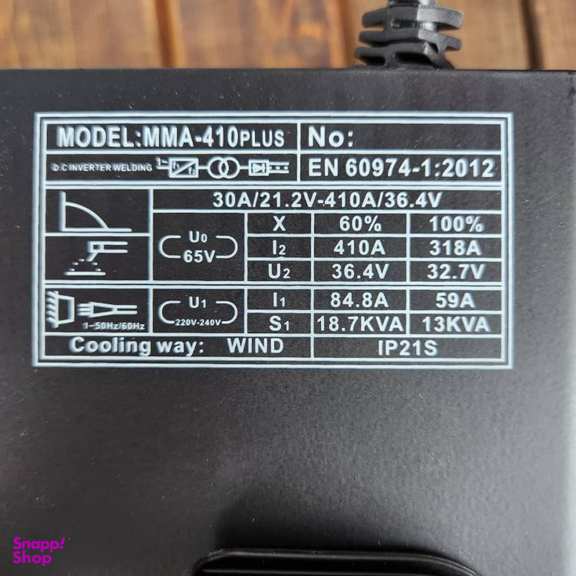 MODEL:MMA-410PLUS No:
DC INVERTER WELDING EN 60974-1:2012
30A/21.2V-410A/36.4V
U0 65V X 60% 100%
I2 410A 318A
U2 36.4V 32.7V
1~50Hz/60Hz U1 220V-240V I1 84.8A 59A
S1 18.7KVA 13KVA
Cooling way: WIND IP21S
Snapp!
Shop